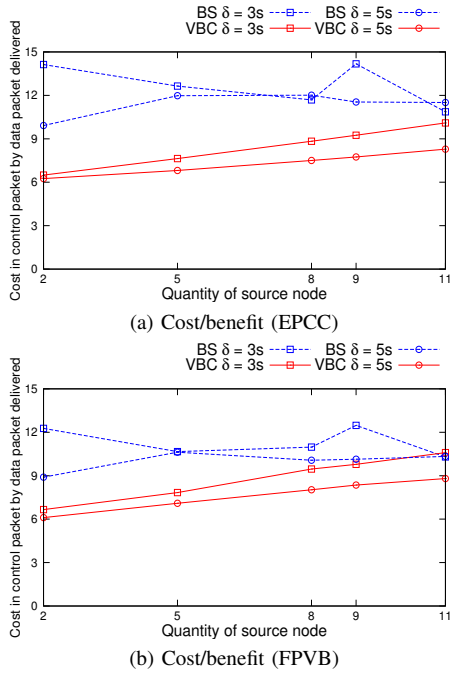 BS δ = 3s BS δ = 5s
VBC δ = 3s VBC δ = 5s
Cost in control packet by data packet delivered
15
12
9
6
3
0
2 5 8 9 11
Quantity of source node
(a) Cost/benefit (EPCC)
BS δ = 3s BS δ = 5s
VBC δ = 3s VBC δ = 5s
Cost in control packet by data packet delivered
15
12
9
6
3
0
2 5 8 9 11
Quantity of source node
(b) Cost/benefit (FPVB)